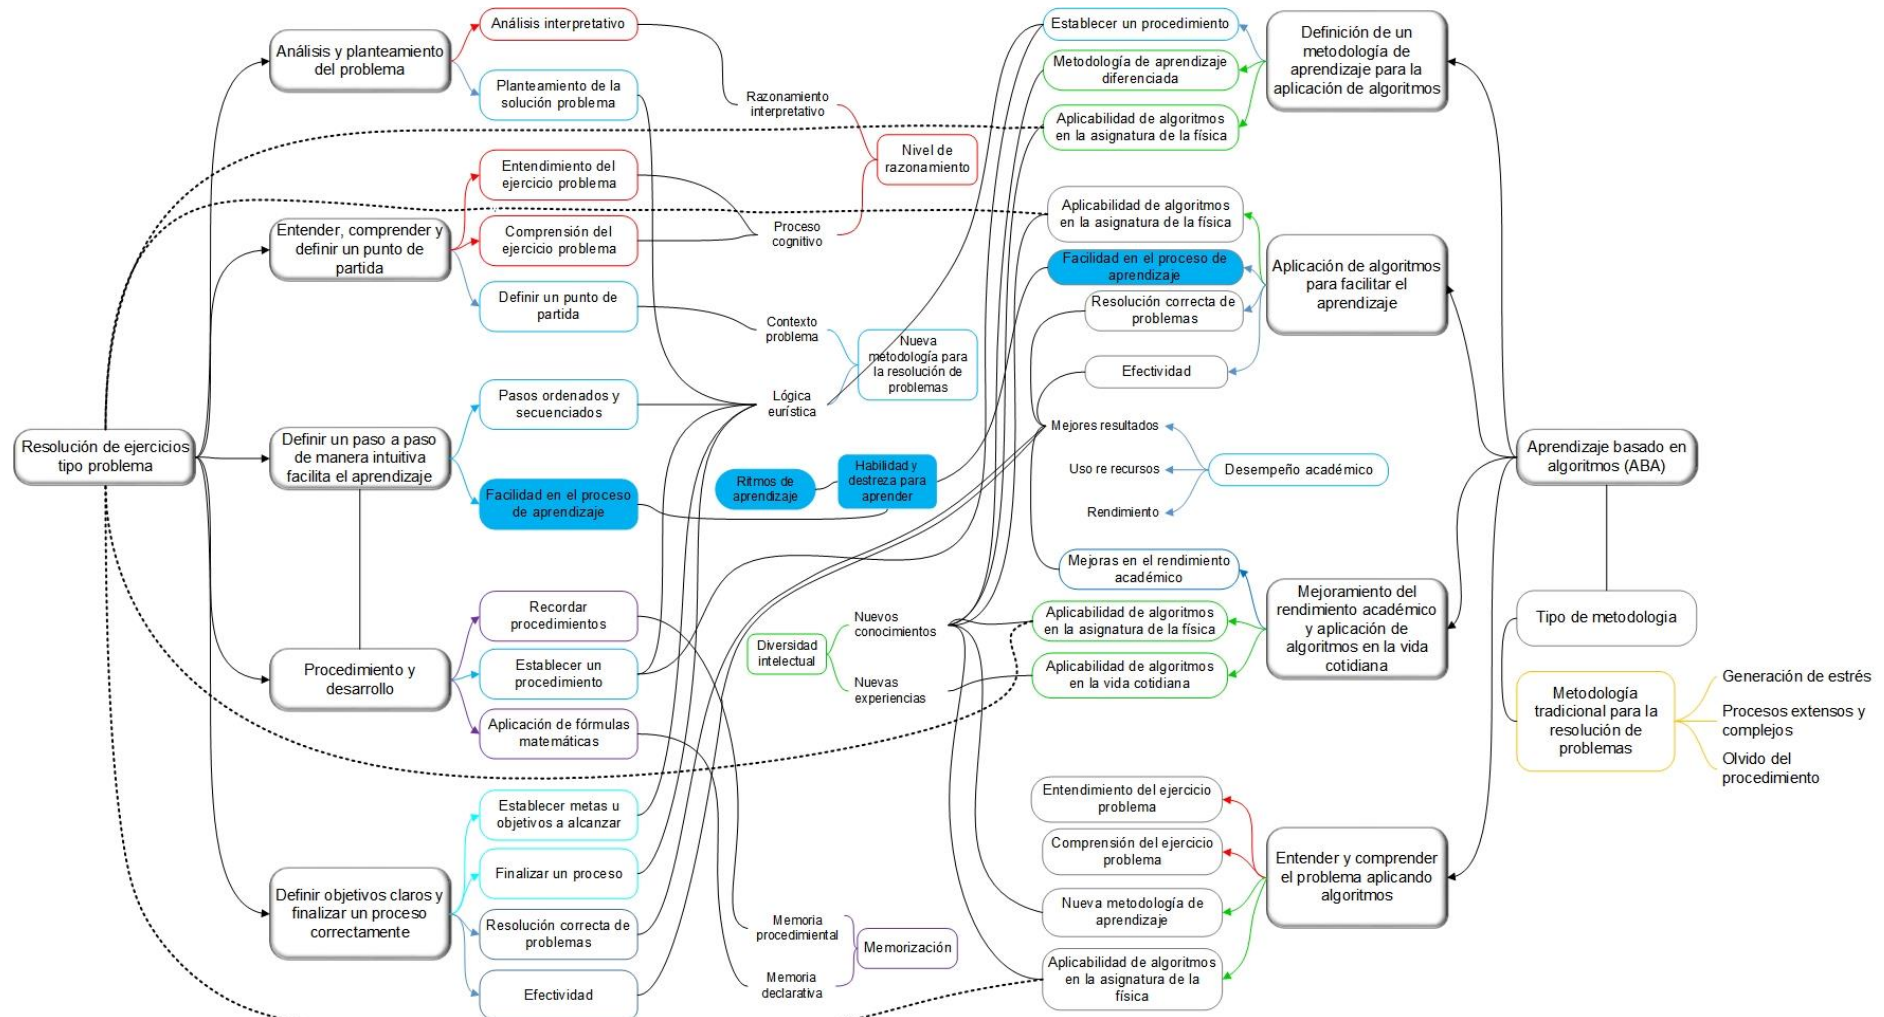 Análisis interpretativo
Análisis y planteamiento
del problema
Planteamiento de la
solución problema
Razonamiento
interpretativo
Entendimiento del
ejercicio problema
Nivel de
razonamiento
Entender, comprender y
definir un punto de
partida
Comprensión del
ejercicio problema
Proceso
cognitivo
Definir un punto de
partida
Contexto
problema
Nueva
metodología para
la resolución de
problemas
Pasos ordenados y
secuenciados
Lógica
eurística
Resolución de ejercicios
tipo problema
Definir un paso a paso
de manera intuitiva
facilita el aprendizaje
Facilidad en el proceso
de aprendizaje
Ritmos de
aprendizaje
Habilidad y
destreza para
aprender
Recordar
procedimientos
Procedimiento y
desarrollo
Establecer un
procedimiento
Aplicación de fórmulas
matemáticas
Diversidad
intelectual
Nuevos
conocimientos
Nuevas
experiencias
Establecer metas u
objetivos a alcanzar
Finalizar un proceso
Definir objetivos claros y
finalizar un proceso
correctamente
Resolución correcta de
problemas
Efectividad
Memoria
procedimiental
Memorización
Memoria
declarativa
Establecer un procedimiento
Metodología de aprendizaje
diferenciada
Aplicabilidad de algoritmos
en la asignatura de la física
Definición de un
metodología de
aprendizaje para la
aplicación de algoritmos
Aplicabilidad de algoritmos
en la asignatura de la física
Facilidad en el proceso de
aprendizaje
Resolución correcta de
problemas
Efectividad
Aplicación de algoritmos
para facilitar el
aprendizaje
Mejores resultados
Uso re recursos
Rendimiento
Desempeño académico
Aprendizaje basado en
algoritmos (ABA)
Mejoras en el rendimiento
académico
Aplicabilidad de algoritmos
en la asignatura de la física
Aplicabilidad de algoritmos
en la vida cotidiana
Mejoramiento del
rendimiento académico
y aplicación de
algoritmos en la vida
cotidiana
Tipo de metodologia
Metodología
tradicional para la
resolución de
problemas
Generación de estrés
Procesos extensos y
complejos
Olvido del
procedimiento
Entendimiento del ejercicio
problema
Comprensión del ejercicio
problema
Nueva metodología de
aprendizaje
Aplicabilidad de algoritmos
en la asignatura de la
física
Entender y comprender
el problema aplicando
algoritmos